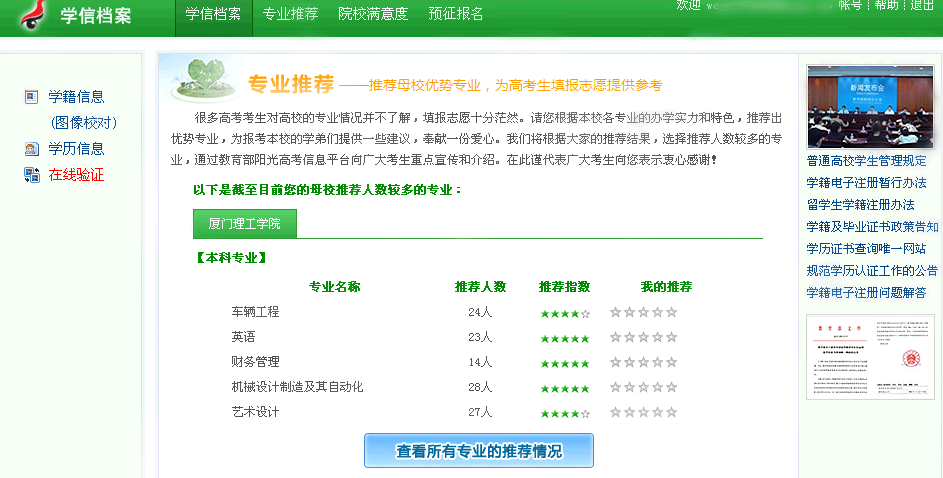 学信档案
学信档案 专业推荐 院校满意度 预征报名
欢迎
帐号 | 帮助 | 退出
学籍信息
(图像校对)
学历信息
在线验证
专业推荐 ——推荐母校优势专业，为高考生填报志愿提供参考
很多高考考生对高校的专业情况并不了解，填报志愿十分茫然。请您根据本校各专业的办学实力和特色，推荐出
优势专业，为报考本校的学弟们提供一些建议，奉献一份爱心。我们将根据大家的推荐结果，选择推荐人数较多的专
业，通过教育部阳光高考信息平台向广大考生重点宣传和介绍。在此谨代表广大考生向您表示衷心感谢！
以下是截至目前您的母校推荐人数较多的专业：
厦门理工学院
【本科专业】
专业名称 推荐人数 推荐指数 我的推荐
车辆工程 24人 ★★★★☆ ☆☆☆☆☆
英语 23人 ★★★★★ ☆☆☆☆☆
财务管理 14人 ★★★★★ ☆☆☆☆☆
机械设计制造及其自动化 28人 ★★★★★ ☆☆☆☆☆
艺术设计 27人 ★★★★☆ ☆☆☆☆☆
查看所有专业的推荐情况
新闻发布会
普通高校学生管理规定
学籍电子注册暂行办法
留学生学籍注册办法
学籍及毕业证书政策告知
学历证书查询唯一网站
规范学历认证工作的公告
学籍电子注册问题解答